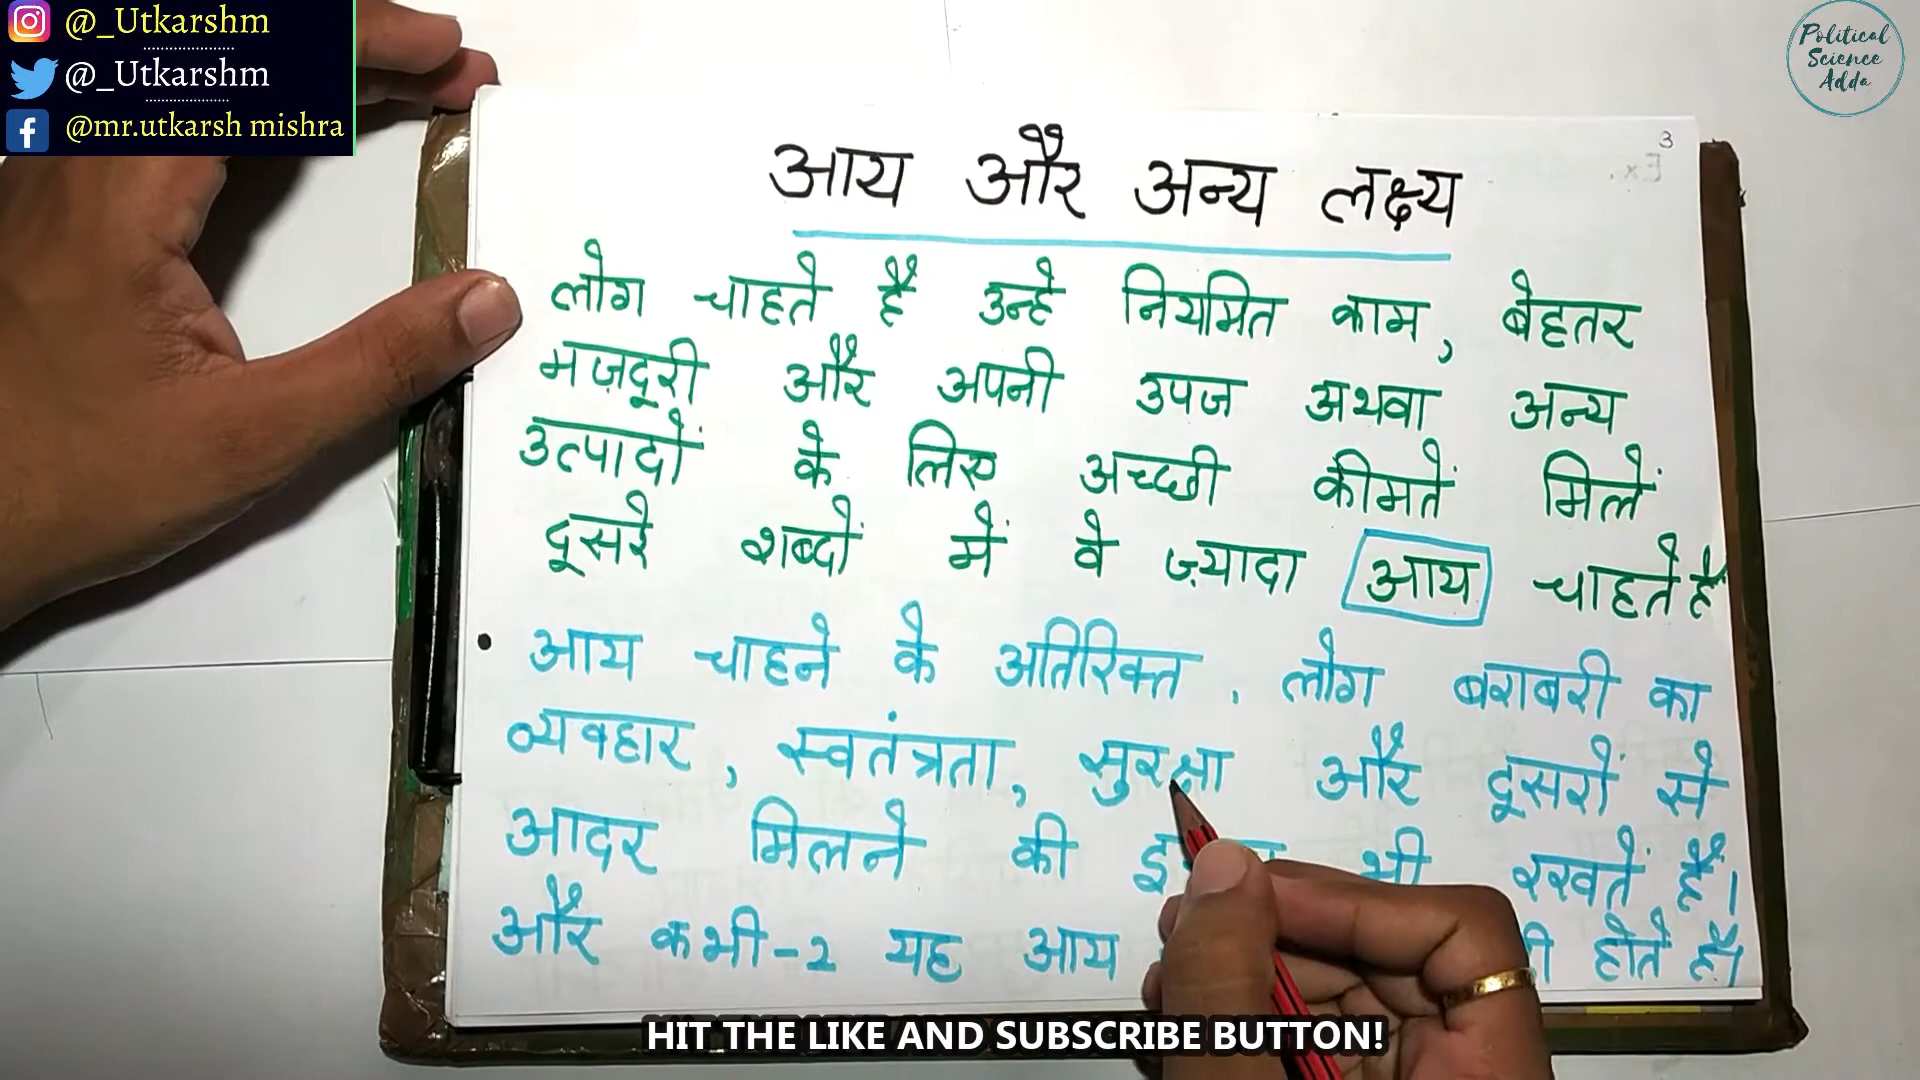 @_Utkarshm
@_Utkarshm
@mr.utkarsh mishra
Political
Science
Adda
3
Ex.
आय और अन्य लक्ष्य
लोग चाहते हैं उन्हे नियमित काम, बेहतर
मज़दूरी और अपनी उपज अथवा अन्य
उत्पादों के लिए अच्छी कीमतें मिलें
दूसरे शब्दों में वे ज़्यादा आय चाहते हैं
• आय चाहने के अतिरिक्त , लोग बराबरी का
व्यवहार, स्वतंत्रता, सुरक्षा और दूसरों से
आदर मिलने की भी रखतें हैं।
और कभी-2 यह आय होते हैं।
HIT THE LIKE AND SUBSCRIBE BUTTON!